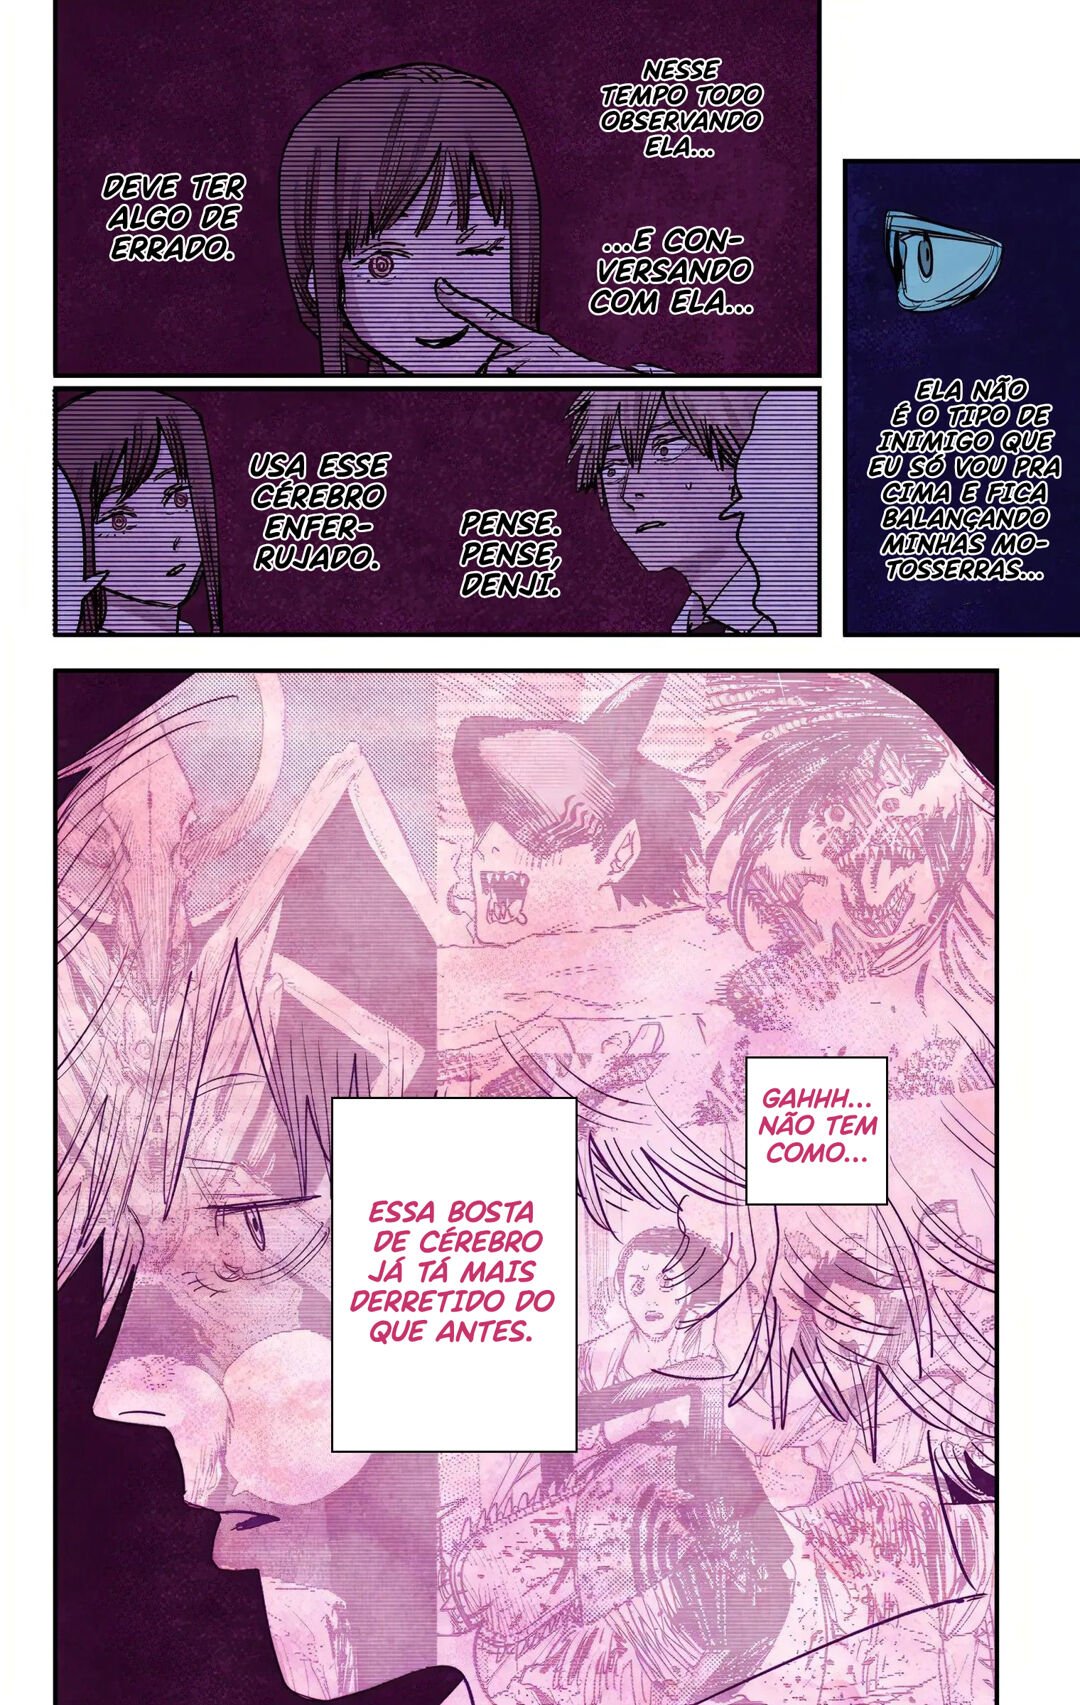 ELA NÃO
É O TIPO DE
INIMIGO QUE
EU SÓ VOU PRA
CIMA E FICA
BALANÇANDO
MINHAS MO-
TOSSERRAS...
NESSE
TEMPO TODO
OBSERVANDO
ELA...
...E CON-
VERSANDO
COM ELA...
DEVE TER
ALGO DE
ERRADO.
PENSE.
PENSE,
DENJI.
USA ESSE
CÉREBRO
ENFER-
RUJADO.
GAHHH...
NÃO TEM
COMO...
ESSA BOSTA
DE CÉREBRO
JÁ TÁ MAIS
DERRETIDO DO
QUE ANTES.